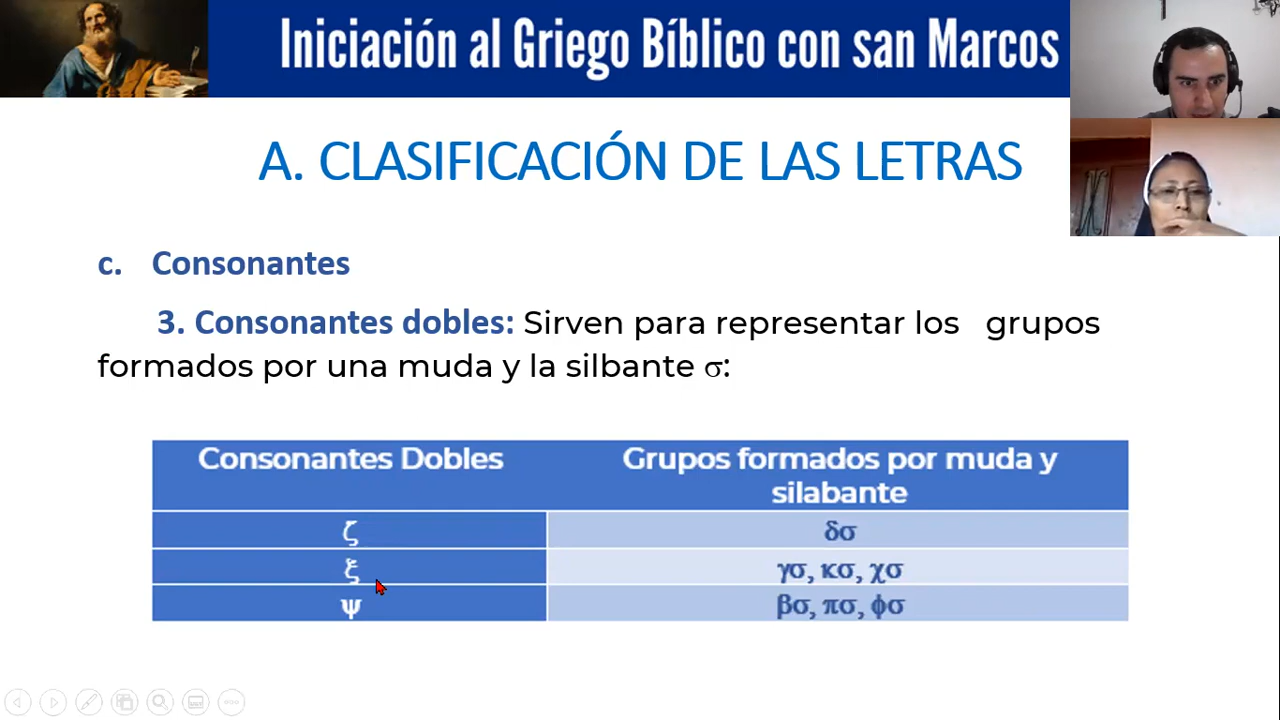 Iniciación al Griego Bíblico con san Marcos
A. CLASIFICACIÓN DE LAS LETRAS
c. Consonantes
3. Consonantes dobles: Sirven para representar los grupos
formados por una muda y la silbante σ:
Consonantes Dobles
Grupos formados por muda y
silabante
ζ
δσ
ξ
γσ, κσ, χσ
ψ
βσ, πσ, ϕσ